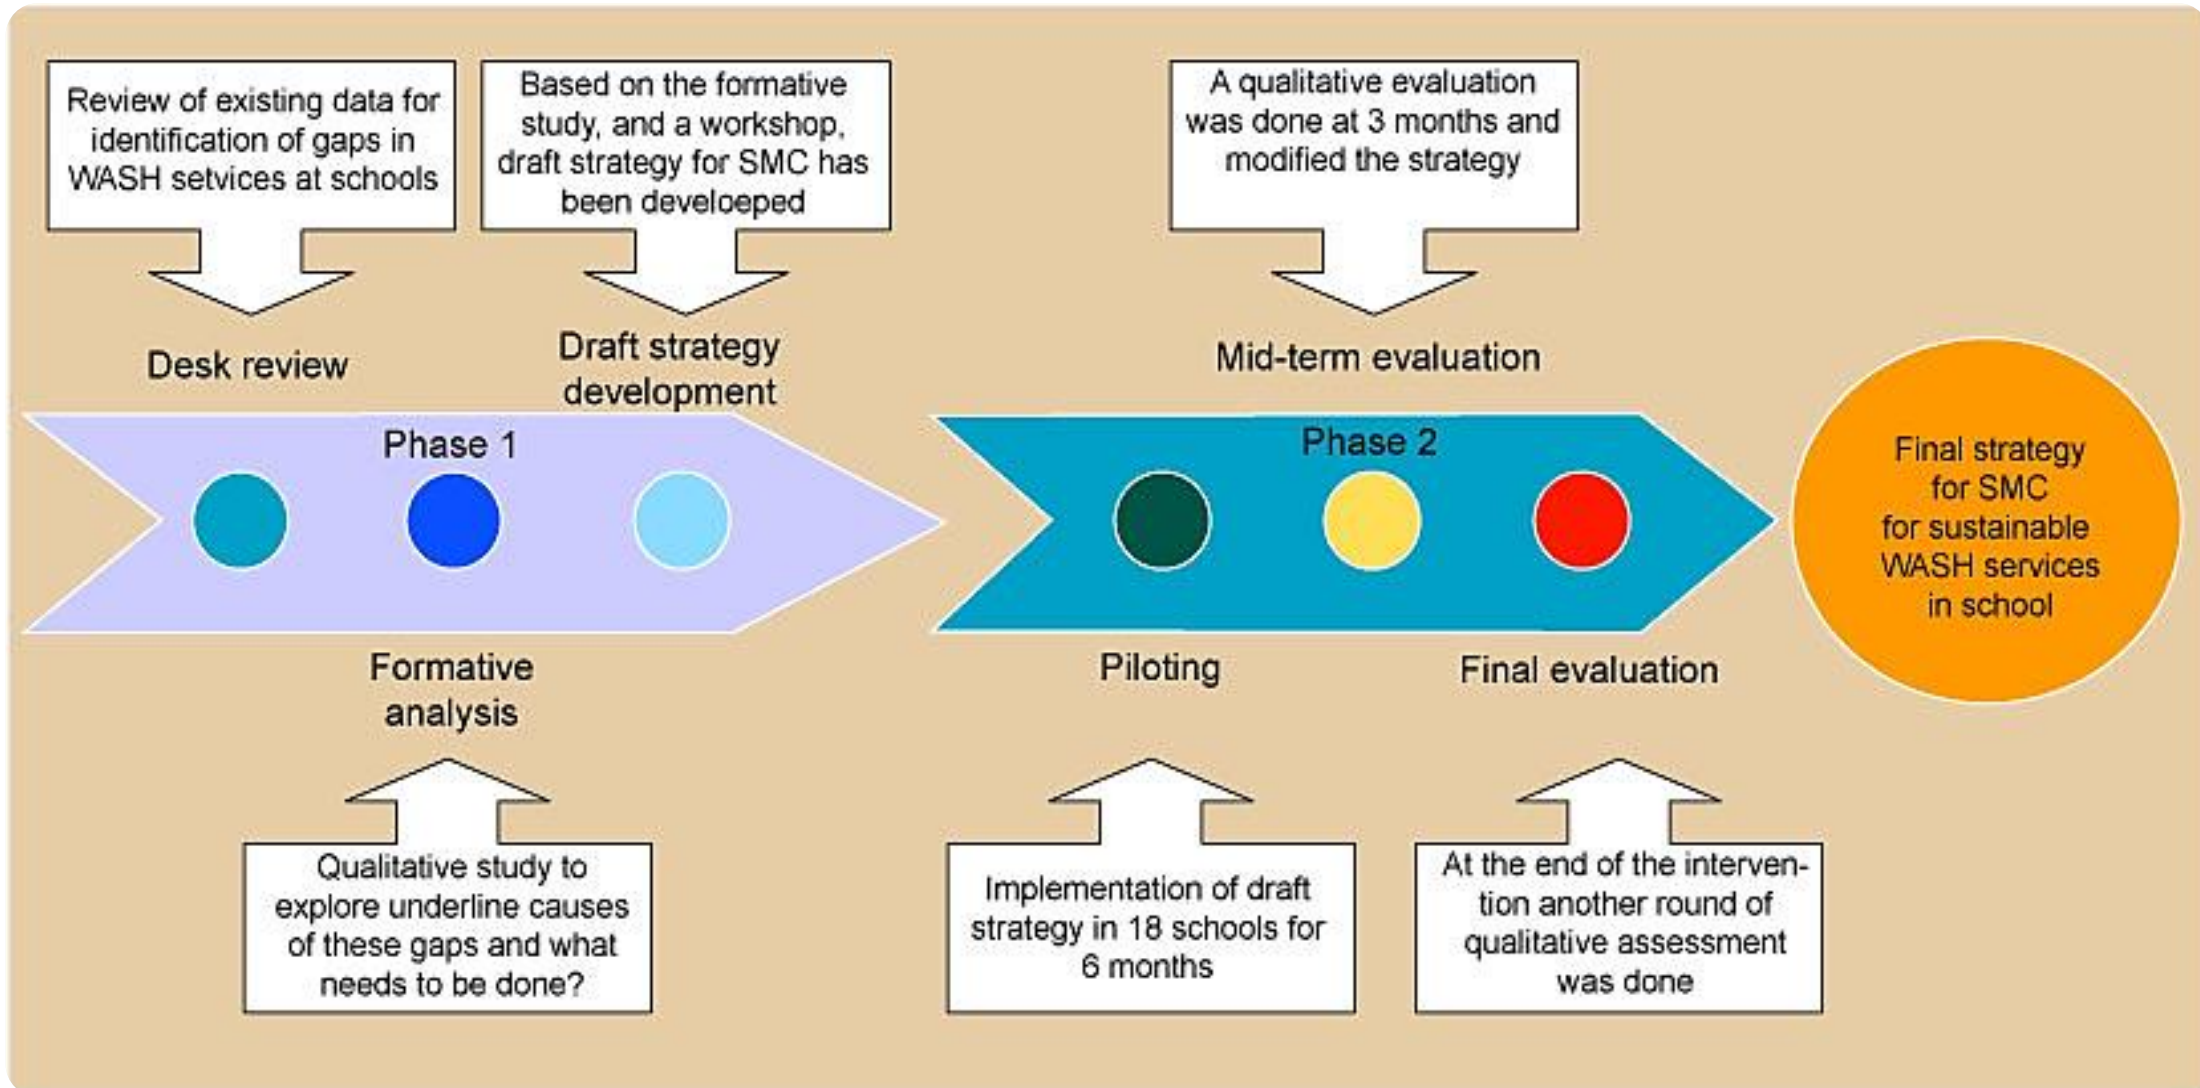 Review of existing data for
identification of gaps in
WASH setvices at schools
Based on the formative
study, and a workshop,
draft strategy for SMC has
been develoeped
A qualitative evaluation
was done at 3 months and
modified the strategy
Desk review
Draft strategy
development
Mid-term evaluation
Phase 1
Phase 2
Final strategy
for SMC
for sustainable
WASH services
in school
Formative
analysis
Piloting
Final evaluation
Qualitative study to
explore underline causes
of these gaps and what
needs to be done?
Implementation of draft
strategy in 18 schools for
6 months
At the end of the interven-
tion another round of
qualitative assessment
was done